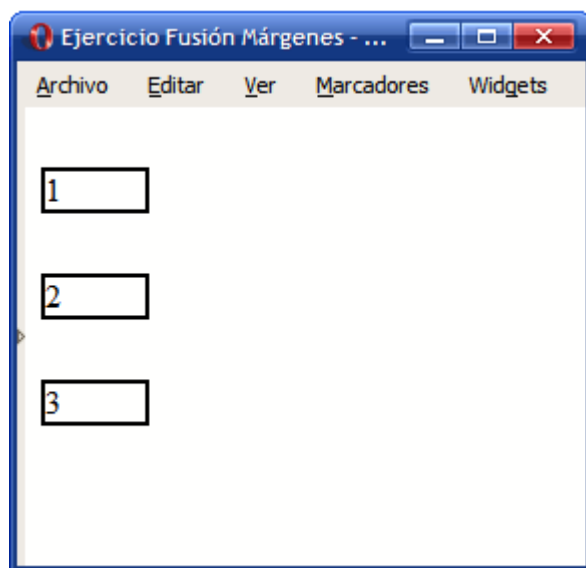 Ejercicio Fusión Márgenes - ...
Archivo Editar Ver Marcadores Widgets
1
2
3